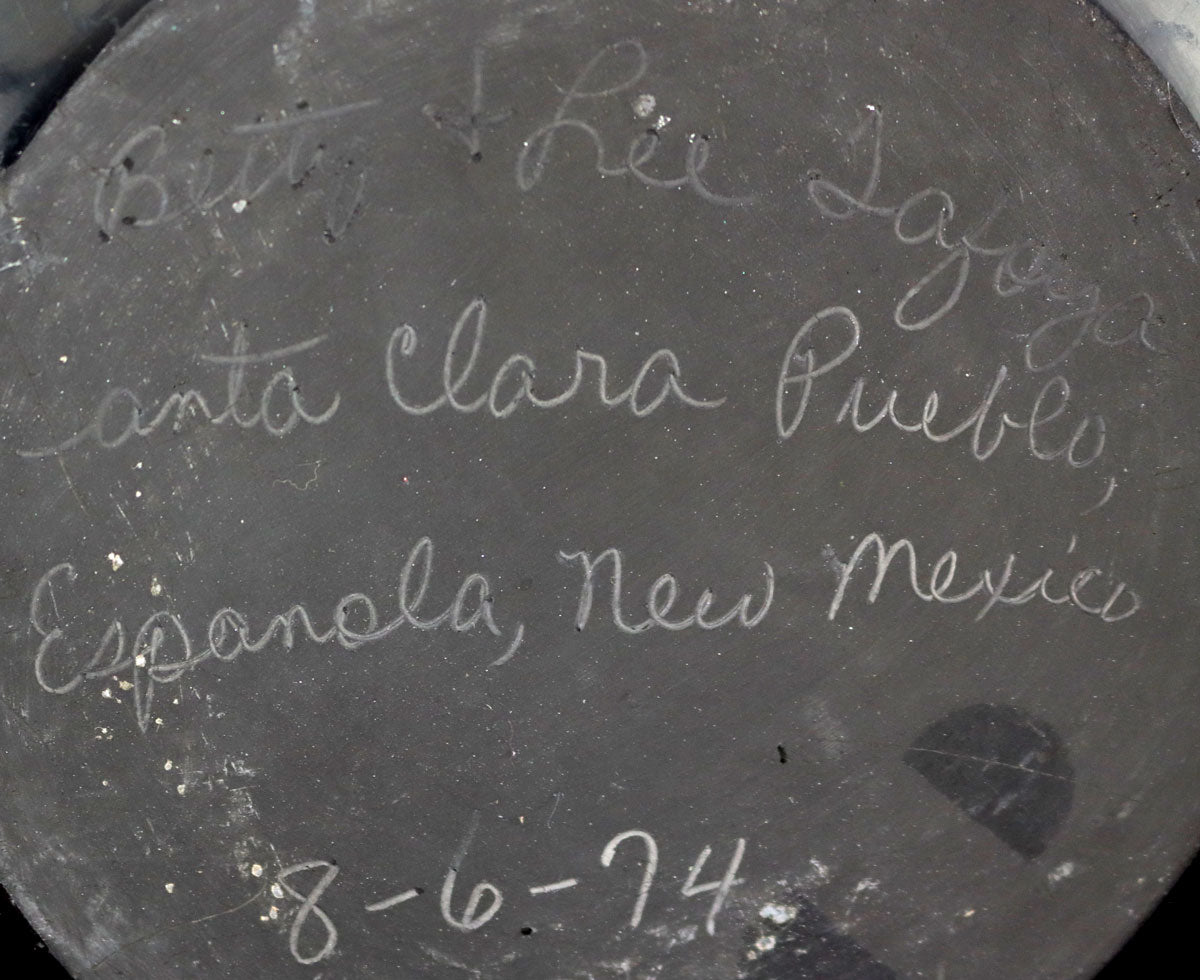 Betty & Lee Tafoya
Santa Clara Pueblo,
Espanola, New Mexico
8-6-74